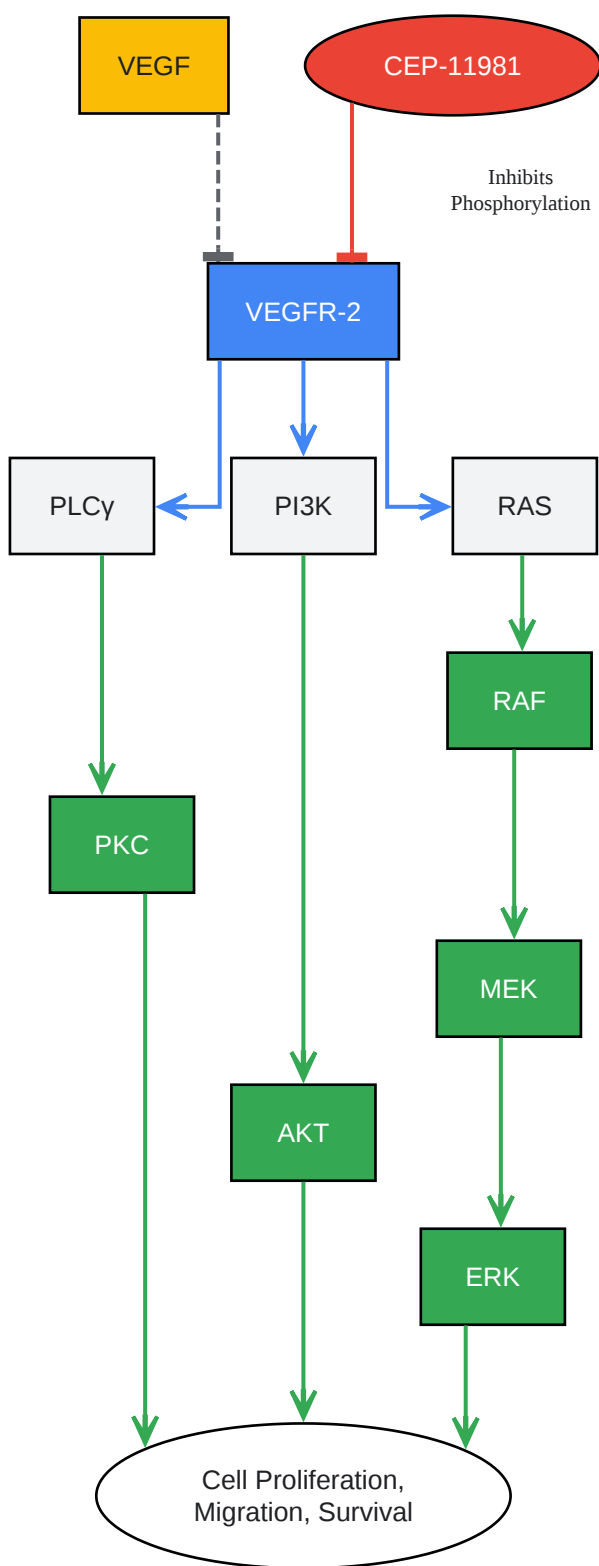 VEGF
CEP-11981
Inhibits
Phosphorylation
VEGFR-2
PLCγ
PI3K
RAS
RAF
PKC
MEK
AKT
ERK
Cell Proliferation,
Migration, Survival